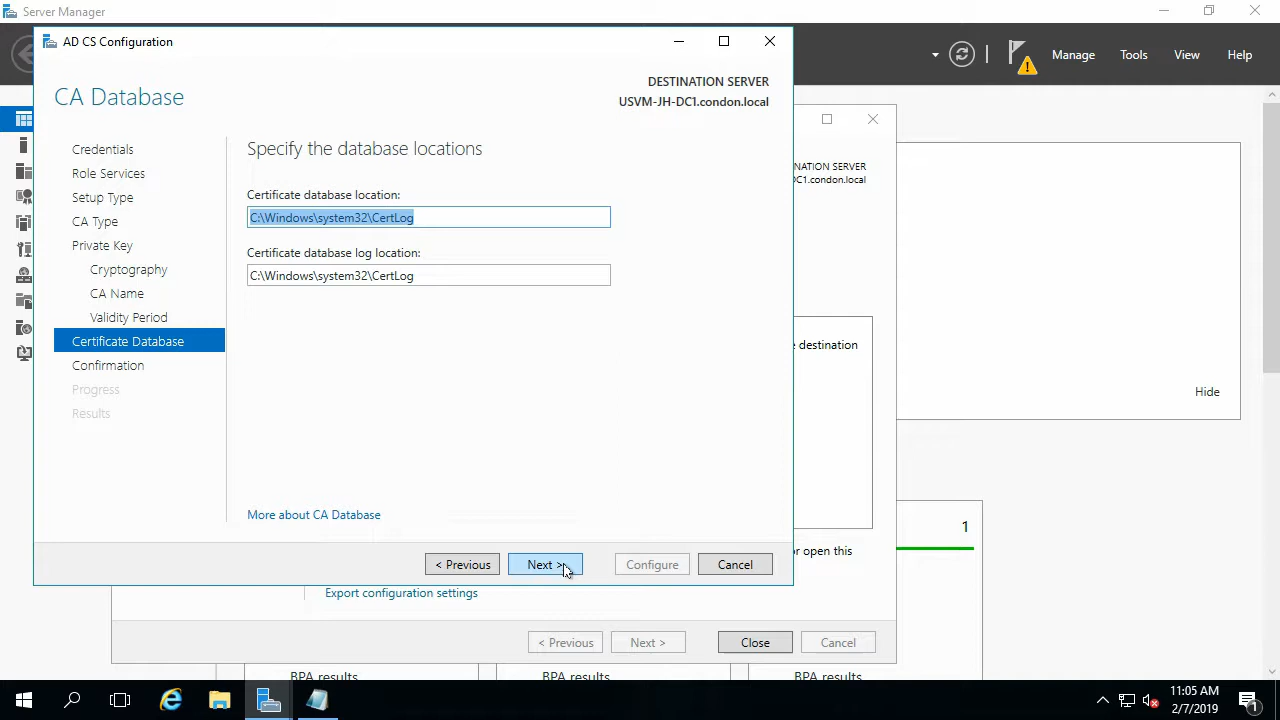 Server Manager
Manage
Tools
View
Help
AD CS Configuration
CA Database
DESTINATION SERVER
USVM-JH-DC1.condon.local
Credentials
Role Services
Setup Type
CA Type
Private Key
Cryptography
CA Name
Validity Period
Certificate Database
Confirmation
Progress
Results
Specify the database locations
Certificate database location:
C:\Windows\system32\CertLog
Certificate database log location:
C:\Windows\system32\CertLog
More about CA Database
< Previous
Next >
Configure
Cancel
NATION SERVER
DC1.condon.local
e destination
or open this
Export configuration settings
< Previous
Next >
Close
Cancel
Hide
1
BPA results
BPA results
BPA results
11:05 AM
2/7/2019
1